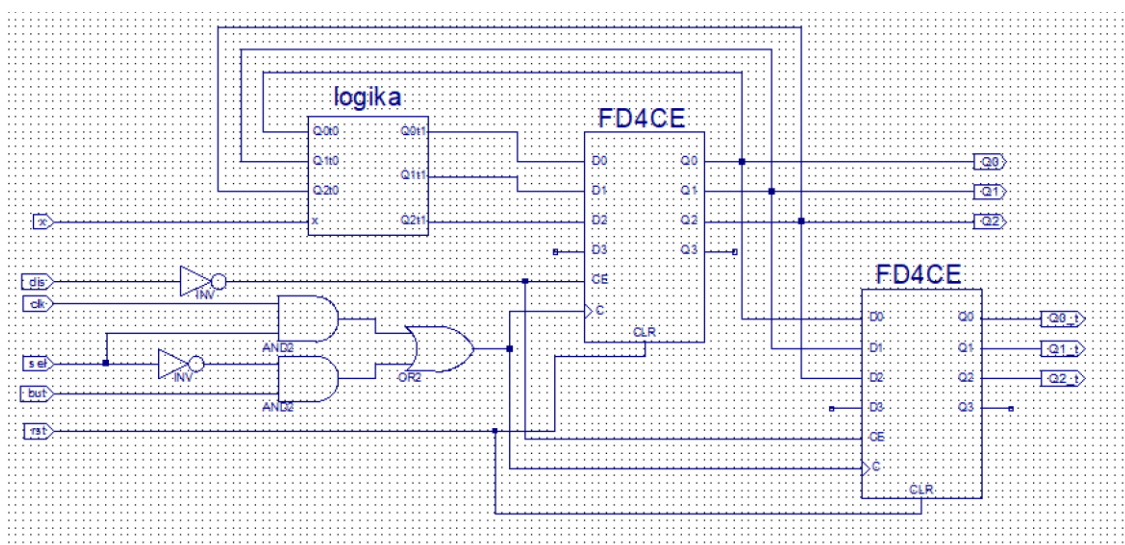 logika
Q0t0 Q0t1
Q1t0 Q1t1
Q2t0
x Q2t1
FD4CE
D0 Q0
D1 Q1
D2 Q2
D3 Q3
CE
C
CLR
Q0
Q1
Q2
x
dis
INV
clk
AND2
sel
INV
OR2
but
AND2
rst
FD4CE
D0 Q0
D1 Q1
D2 Q2
D3 Q3
CE
C
CLR
Q0_t
Q1_t
Q2_t